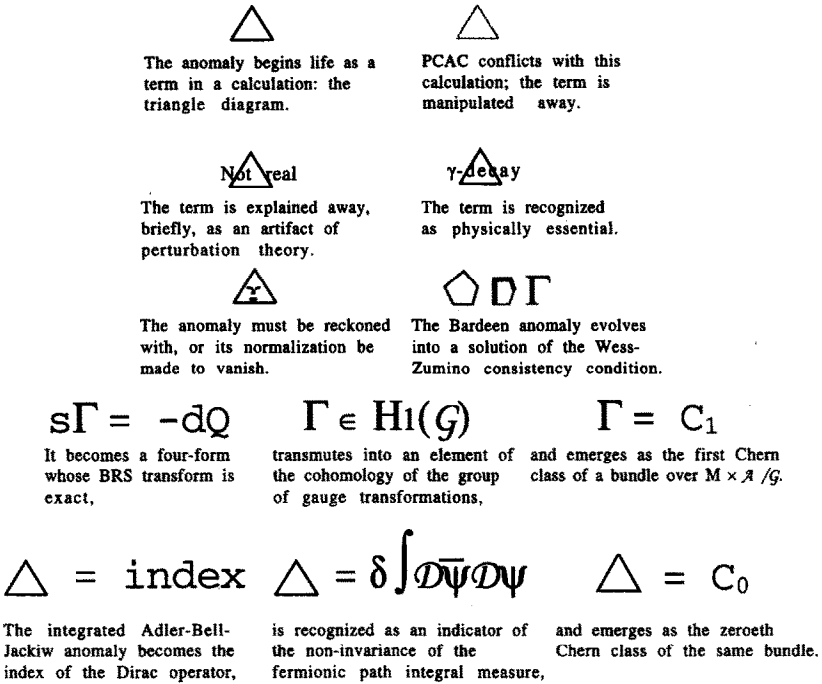 The anomaly begins life as a
term in a calculation: the
triangle diagram.
PCAC conflicts with this
calculation; the term is
manipulated away.
Not real
The term is explained away,
briefly, as an artifact of
perturbation theory.
γ-decay
The term is recognized
as physically essential.
The anomaly must be reckoned
with, or its normalization be
made to vanish.
Γ
The Bardeen anomaly evolves
into a solution of the Wess-
Zumino consistency condition.
sΓ = -dQ
It becomes a four-form
whose BRS transform is
exact,
Γ ∈ H1(𝒢)
transmutes into an element of
the cohomology of the group
of gauge transformations,
Γ = C₁
and emerges as the first Chern
class of a bundle over M × 𝒜 /𝒢.
△ = index
The integrated Adler-Bell-
Jackiw anomaly becomes the
index of the Dirac operator,
△ = δ∫𝒟ψ̅𝒟ψ
is recognized as an indicator of
the non-invariance of the
fermionic path integral measure,
△ = C₀
and emerges as the zeroeth
Chern class of the same bundle.